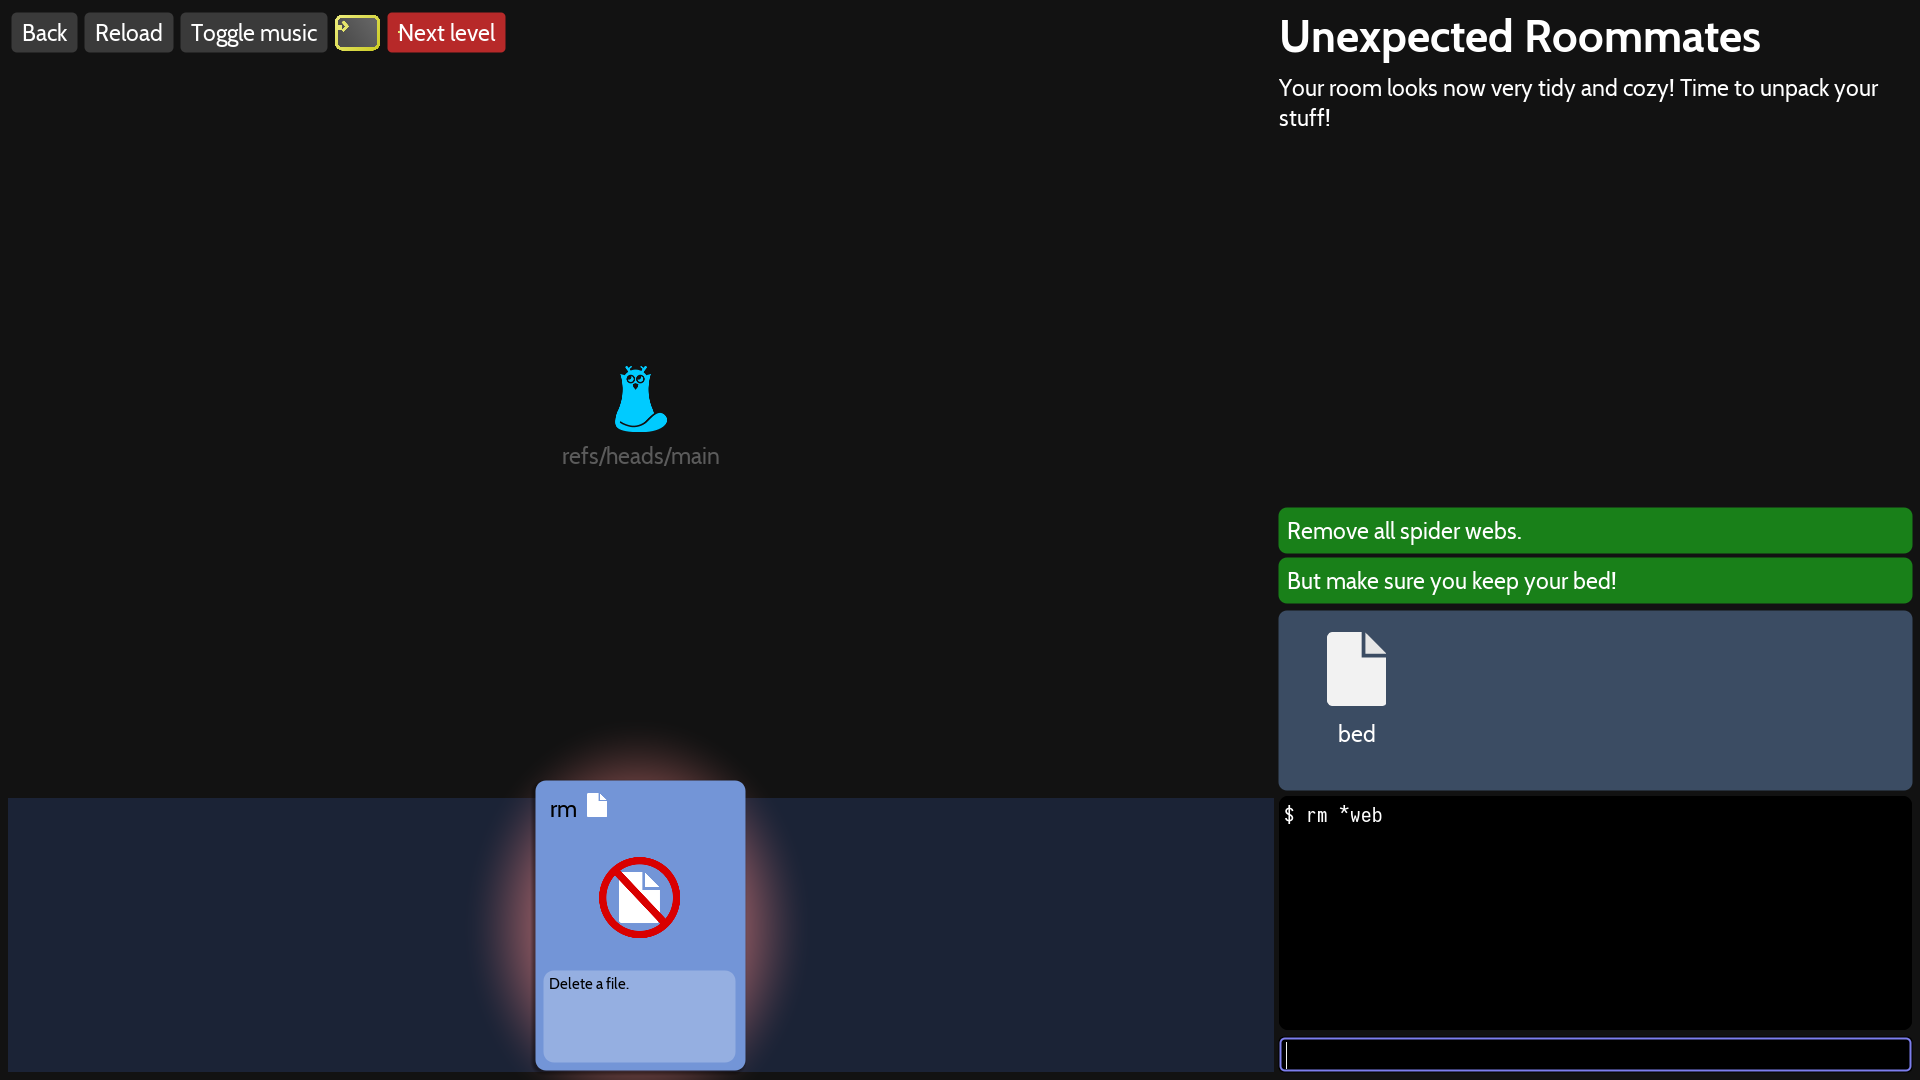 Back
Reload
Toggle music
Next level
Unexpected Roommates
Your room looks now very tidy and cozy! Time to unpack your
stuff!
refs/heads/main
Remove all spider webs.
But make sure you keep your bed!
bed
rm
Delete a file.
$ rm *web